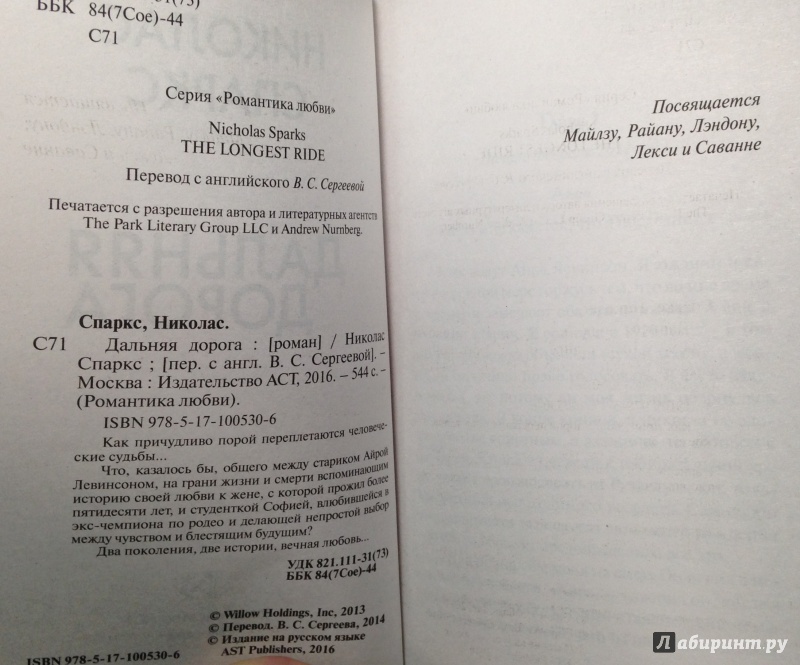 ББК 84(7Сое)-44
С71
Серия «Романтика любви»
Nicholas Sparks
THE LONGEST RIDE
Перевод с английского В. С. Сергеевой
Печатается с разрешения автора и литературных агентств
The Park Literary Group LLC и Andrew Nurnberg.
Спаркс, Николас.
С71 Дальняя дорога : [роман] / Николас
Спаркс ; [пер. с англ. В. С. Сергеевой]. –
Москва : Издательство АСТ, 2016. – 544 с. –
(Романтика любви).
ISBN 978-5-17-100530-6
Как причудливо порой переплетаются человече-
ские судьбы...
Что, казалось бы, общего между стариком Айрой
Левинсоном, на грани жизни и смерти вспоминающим
историю своей любви к жене, с которой прожил более
пятидесяти лет, и студенткой Софией, влюбившейся в
экс-чемпиона по родео и делающей непростой выбор
между чувством и блестящим будущим?
Два поколения, две истории, вечная любовь...
УДК 821.111-31(73)
ББК 84(7Сое)-44
© Willow Holdings, Inc, 2013
© Перевод. В. С. Сергеева, 2014
© Издание на русском языке
AST Publishers, 2016
ISBN 978-5-17-100530-6
Посвящается
Майлзу, Райану, Лэндону,
Лекси и Саванне
Лабиринт.ру